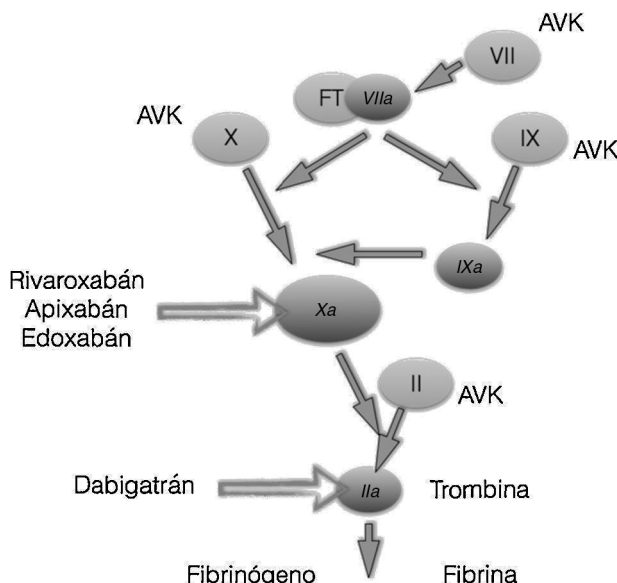 AVK
VII
FT
VIIa
AVK
X
IX
AVK
IXa
Rivaroxabán
Apixabán
Edoxabán
Xa
II
AVK
Dabigatrán
IIa
Trombina
Fibrinógeno
Fibrina